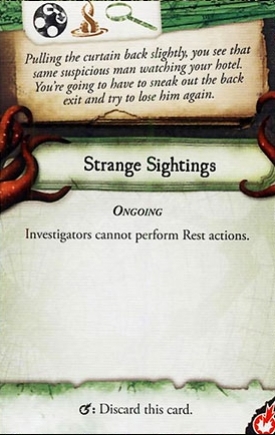 Pulling the curtain back slightly, you see that
same suspicious man watching your hotel.
You're going to have to sneak out the back
exit and try to lose him again.
Strange Sightings
ONGOING
Investigators cannot perform Rest actions.
: Discard this card.